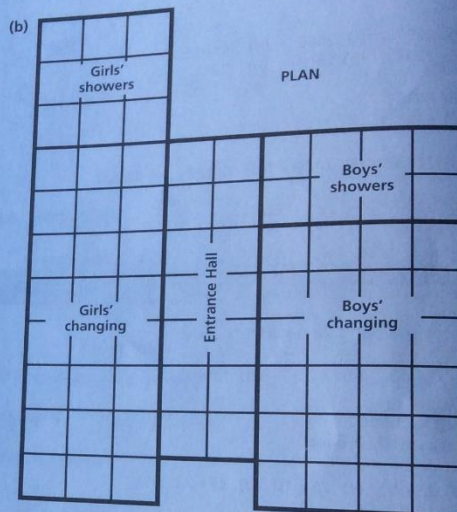 (b)
Girls'
showers
PLAN
Boys'
showers
Entrance Hall
Girls'
changing
Boys'
changing